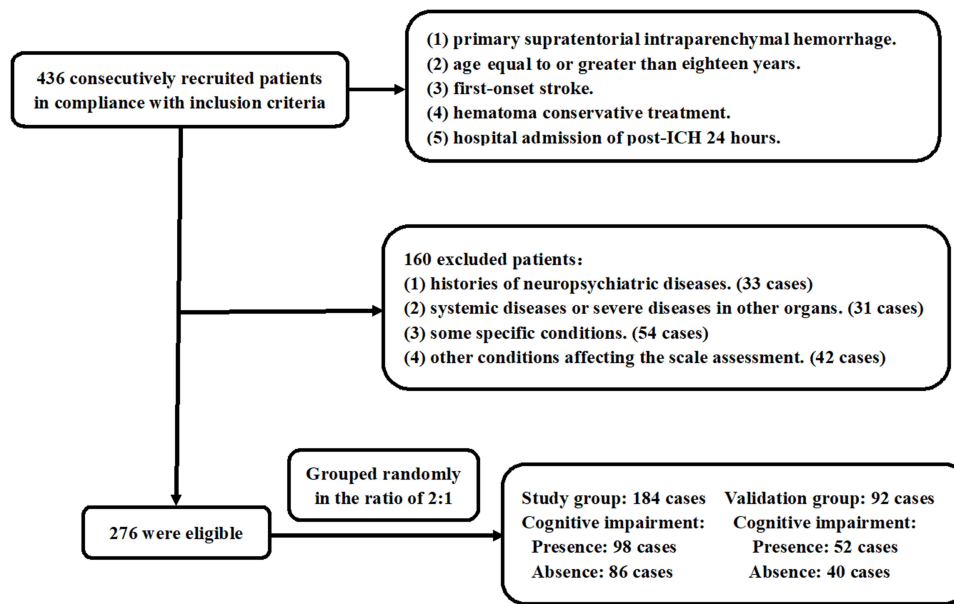 436 consecutively recruited patients
in compliance with inclusion criteria
(1) primary supratentorial intraparenchymal hemorrhage.
(2) age equal to or greater than eighteen years.
(3) first-onset stroke.
(4) hematoma conservative treatment.
(5) hospital admission of post-ICH 24 hours.
160 excluded patients：
(1) histories of neuropsychiatric diseases. (33 cases)
(2) systemic diseases or severe diseases in other organs. (31 cases)
(3) some specific conditions. (54 cases)
(4) other conditions affecting the scale assessment. (42 cases)
Grouped randomly
in the ratio of 2:1
276 were eligible
Study group: 184 cases Validation group: 92 cases
Cognitive impairment: Cognitive impairment:
Presence: 98 cases Presence: 52 cases
Absence: 86 cases Absence: 40 cases